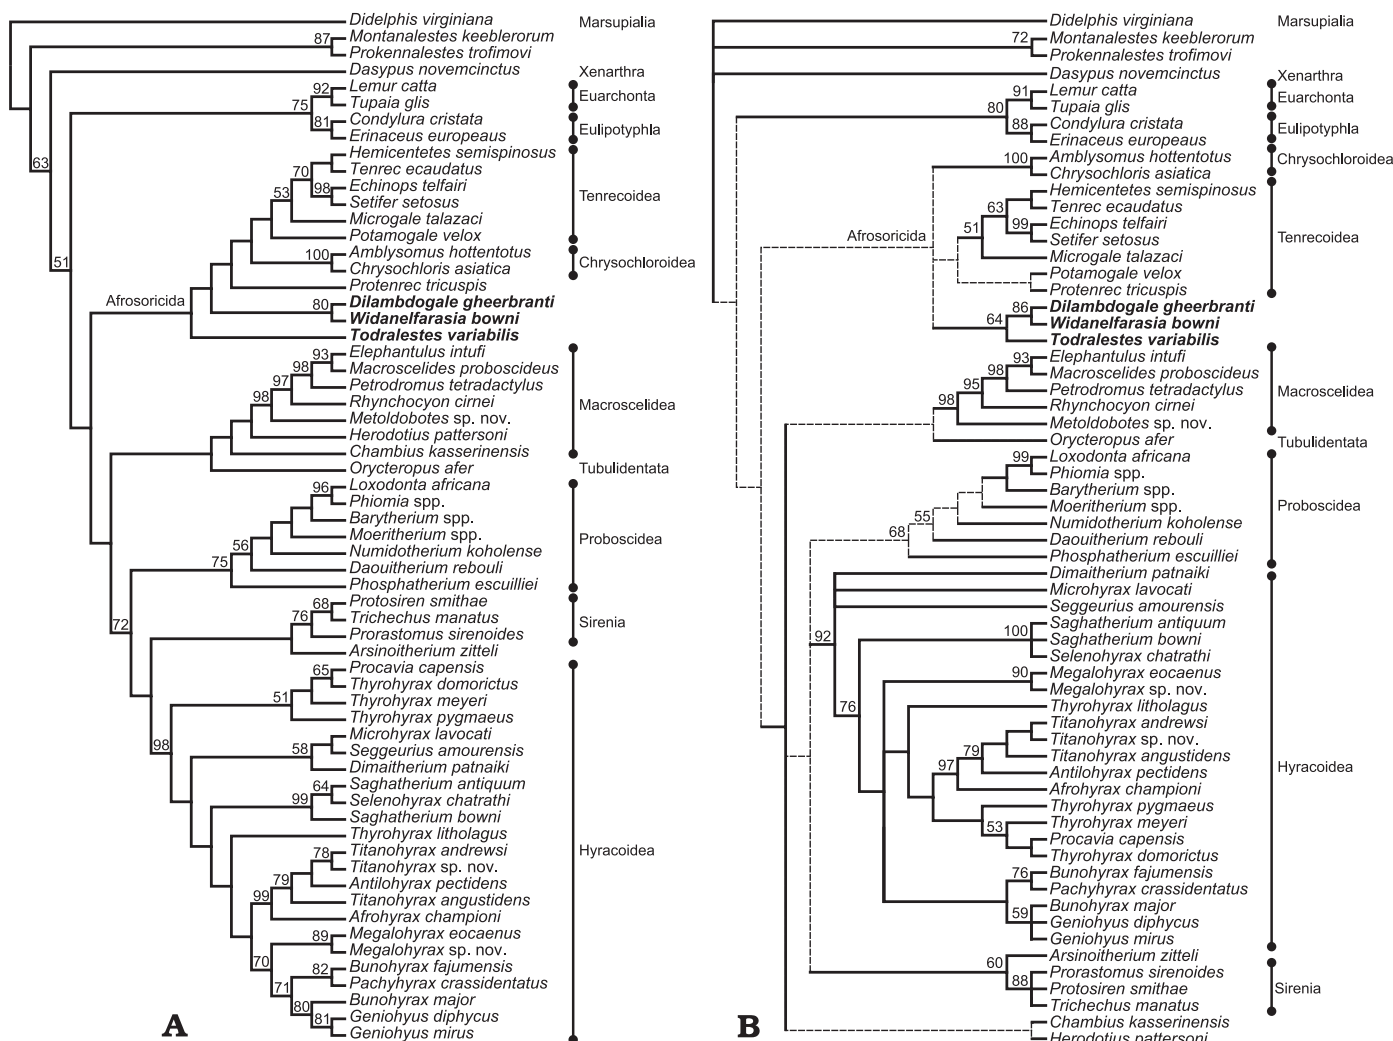 Didelphis virginiana Marsupialia
87 Montanalestes keeblerorum
Prokennalestes trofimovi
Dasypus novemcinctus Xenarthra
92 Lemur catta
75 Tupaia glis Euarchonta
81 Condylura cristata
Erinaceus europeaus Eulipotyphla
63
Hemicentetes semispinosus
70 Tenrec ecaudatus
53 98 Echinops telfairi
Setifer setosus Tenrecoidea
Microgale talazaci
Potamogale velox
100 Amblysomus hottentotus
51 Chrysochloris asiatica Chrysochloroidea
Protenrec tricuspis
Afrosoricida 80 Dilambdogale gheerbranti
Widanelfarasia bowni
Todralestes variabilis
93 Elephantulus intufi
98 Macroscelides proboscideus
97 Petrodromus tetradactylus
98 Rhynchocyon cirnei Macroscelidea
Metoldobotes sp. nov.
Herodotius pattersoni
Chambius kasserinensis
Orycteropus afer Tubulidentata
96 Loxodonta africana
Phiomia spp.
Barytherium spp.
Moeritherium spp. Proboscidea
56 Numidotherium koholense
75 Daouitherium rebouli
Phosphatherium escuilliei
68 Protosiren smithae
72 76 Trichechus manatus Sirenia
Prorastomus sirenoides
Arsinoitherium zitteli
65 Procavia capensis
Thyrohyrax domorictus
51 Thyrohyrax meyeri
Thyrohyrax pygmaeus
98 Microhyrax lavocati
58 Seggeurius amourensis
Dimaitherium patnaiki
64 Saghatherium antiquum
99 Selenohyrax chatrathi
Saghatherium bowni
Thyrohyrax litholagus
78 Titanohyrax andrewsi Hyracoidea
Titanohyrax sp. nov.
79 Antilohyrax pectidens
99 Titanohyrax angustidens
Afrohyrax championi
89 Megalohyrax eocaenus
Megalohyrax sp. nov.
70 82 Bunohyrax fajumensis
71 Pachyhyrax crassidentatus
80 Bunohyrax major
81 Geniohyus diphycus
Geniohyus mirus
A
Didelphis virginiana Marsupialia
72 Montanalestes keeblerorum
Prokennalestes trofimovi
Dasypus novemcinctus Xenarthra
91 Lemur catta
80 Tupaia glis Euarchonta
88 Condylura cristata
Erinaceus europeaus Eulipotyphla
100 Amblysomus hottentotus
Chrysochloris asiatica Chrysochloroidea
Hemicentetes semispinosus
63 Tenrec ecaudatus
51 99 Echinops telfairi
Afrosoricida Setifer setosus Tenrecoidea
Microgale talazaci
Potamogale velox
Protenrec tricuspis
86 Dilambdogale gheerbranti
64 Widanelfarasia bowni
Todralestes variabilis
93 Elephantulus intufi
98 Macroscelides proboscideus
95 Petrodromus tetradactylus
98 Rhynchocyon cirnei Macroscelidea
Metoldobotes sp. nov.
Orycteropus afer Tubulidentata
99 Loxodonta africana
Phiomia spp.
Barytherium spp.
Moeritherium spp. Proboscidea
55 Numidotherium koholense
68 Daouitherium rebouli
Phosphatherium escuilliei
Dimaitherium patnaiki
Microhyrax lavocati
Seggeurius amourensis
92 Saghatherium antiquum
100 Saghatherium bowni
Selenohyrax chatrathi
90 Megalohyrax eocaenus
Megalohyrax sp. nov.
76 Thyrohyrax litholagus
Titanohyrax andrewsi
Titanohyrax sp. nov.
79 Titanohyrax angustidens
97 Antilohyrax pectidens Hyracoidea
Afrohyrax championi
Thyrohyrax pygmaeus
Thyrohyrax meyeri
53 Procavia capensis
Thyrohyrax domorictus
76 Bunohyrax fajumensis
Pachyhyrax crassidentatus
Bunohyrax major
59 Geniohyus diphycus
Geniohyus mirus
60 Arsinoitherium zitteli
88 Prorastomus sirenoides
Protosiren smithae Sirenia
Trichechus manatus
Chambius kasserinensis
Herodotius pattersoni
B